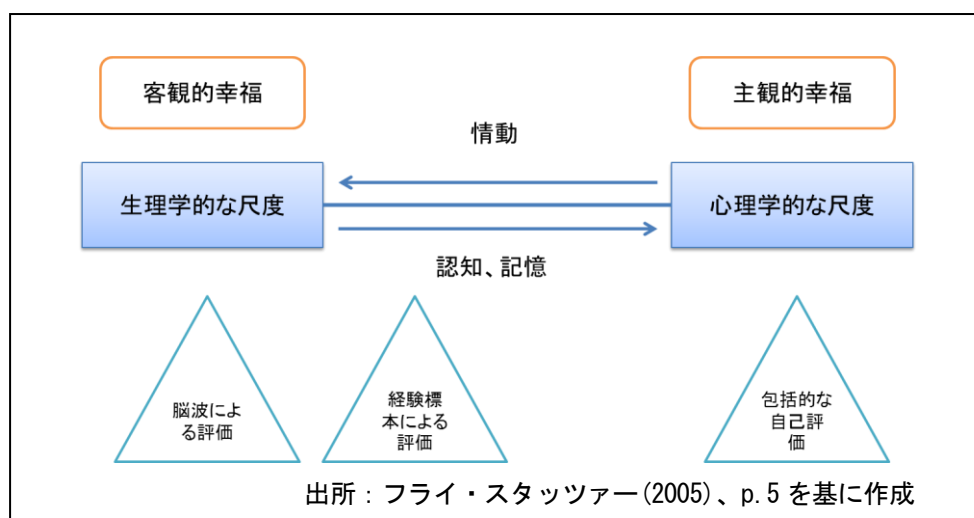 客観的幸福
主観的幸福
情動
生理学的な尺度
心理学的な尺度
認知、記憶
脳波によ
る評価
経験標
本による
評価
包括的な
自己評
価
出所：フライ・スタッツァー(2005)、p.5 を基に作成